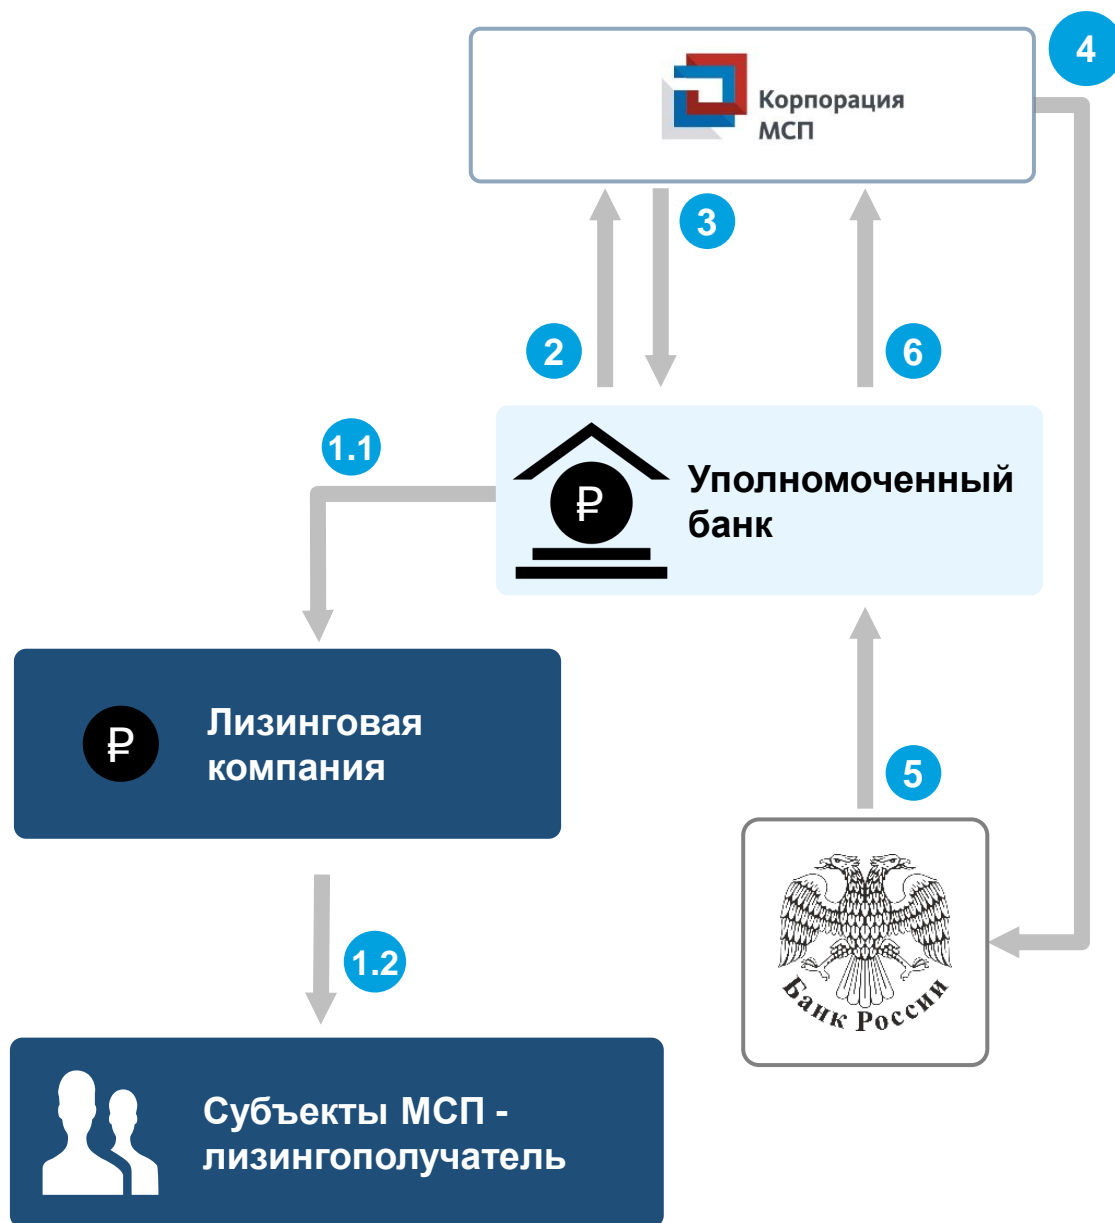 4
Корпорация
МСП
3
2
6
1.1
₽
Уполномоченный
банк
₽
Лизинговая
компания
5
1.2
Банк России
Субъекты МСП -
лизингополучатель